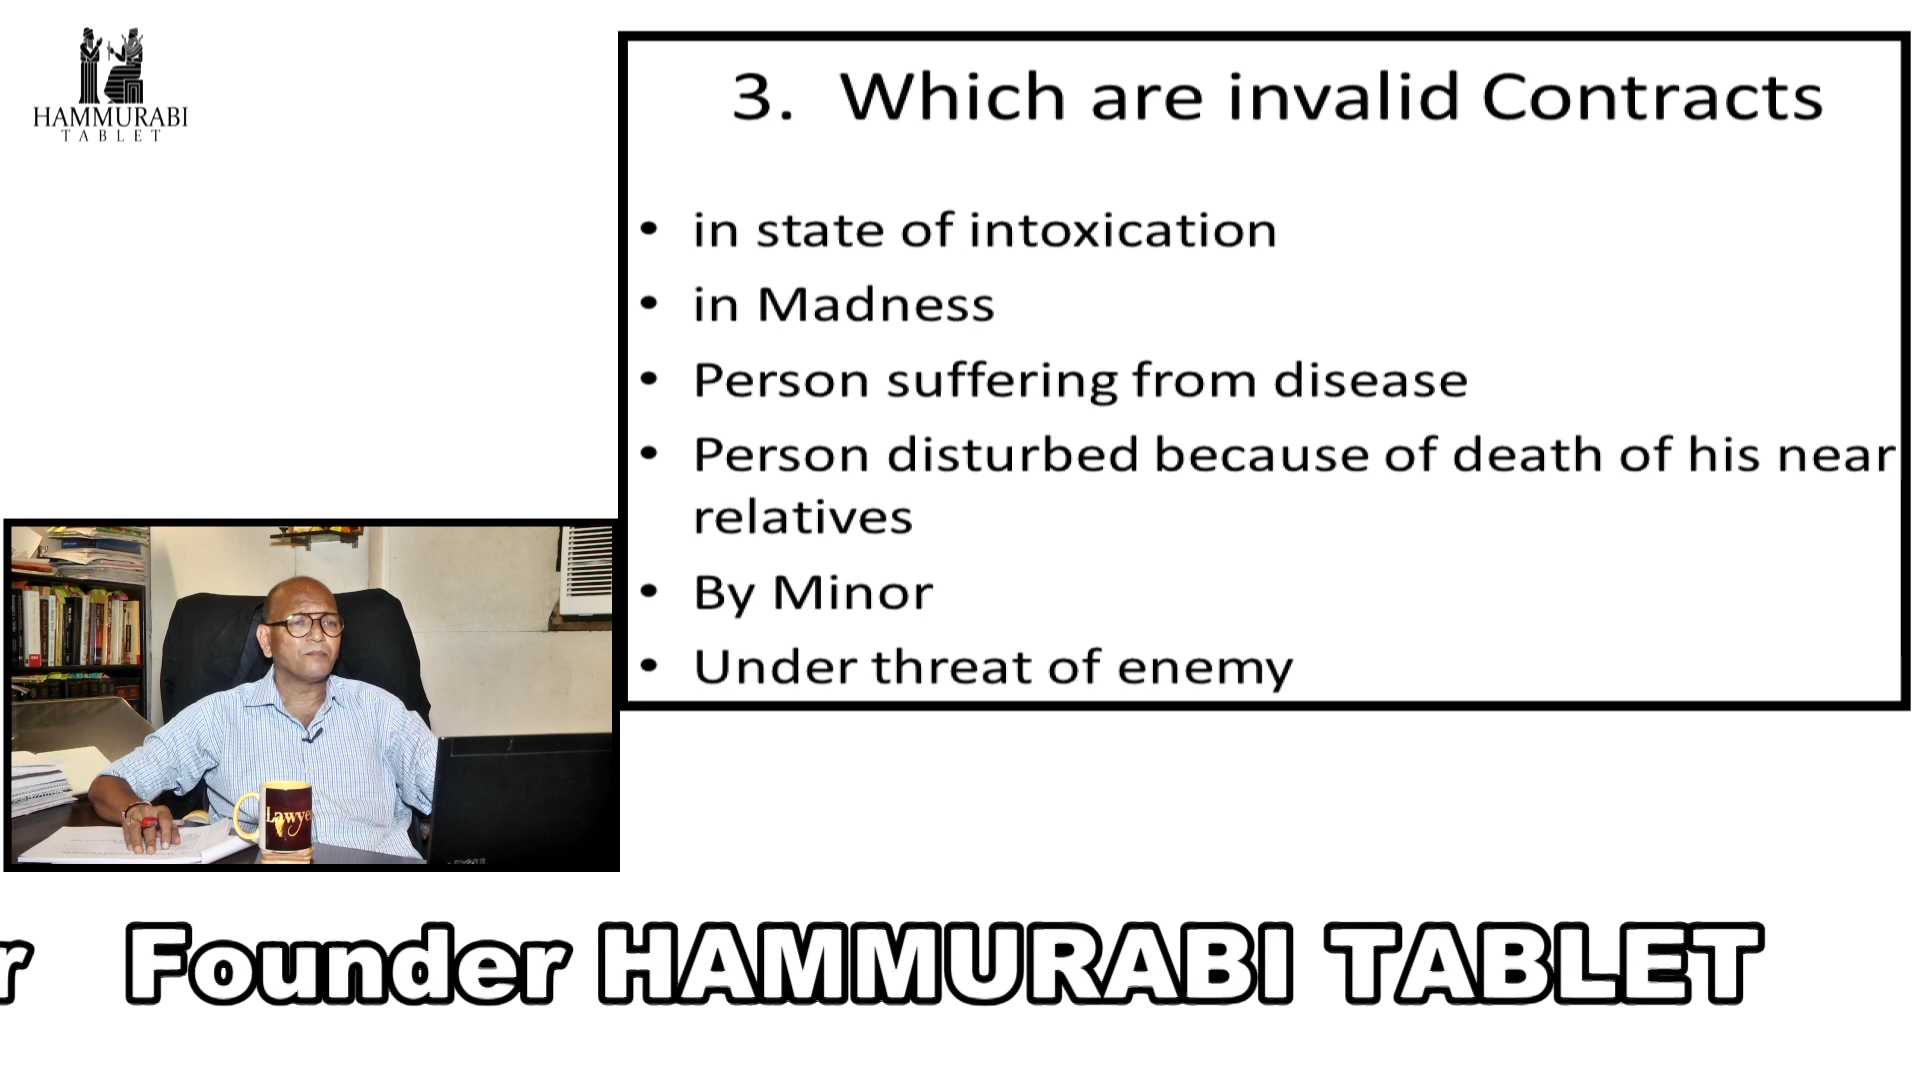 HAMMURABI
TABLET
3. Which are invalid Contracts
• in state of intoxication
• in Madness
• Person suffering from disease
• Person disturbed because of death of his near
relatives
• By Minor
• Under threat of enemy
Lawye
r Founder HAMMURABI TABLET